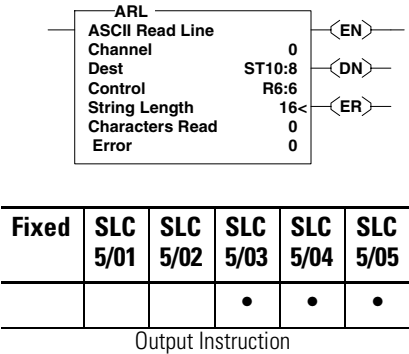 ARL
ASCII Read Line (EN)
Channel 0
Dest ST10:8 (DN)
Control R6:6
String Length 16< (ER)
Characters Read 0
Error 0
Fixed SLC 5/01 SLC 5/02 SLC 5/03 SLC 5/04 SLC 5/05
• • •
Output Instruction